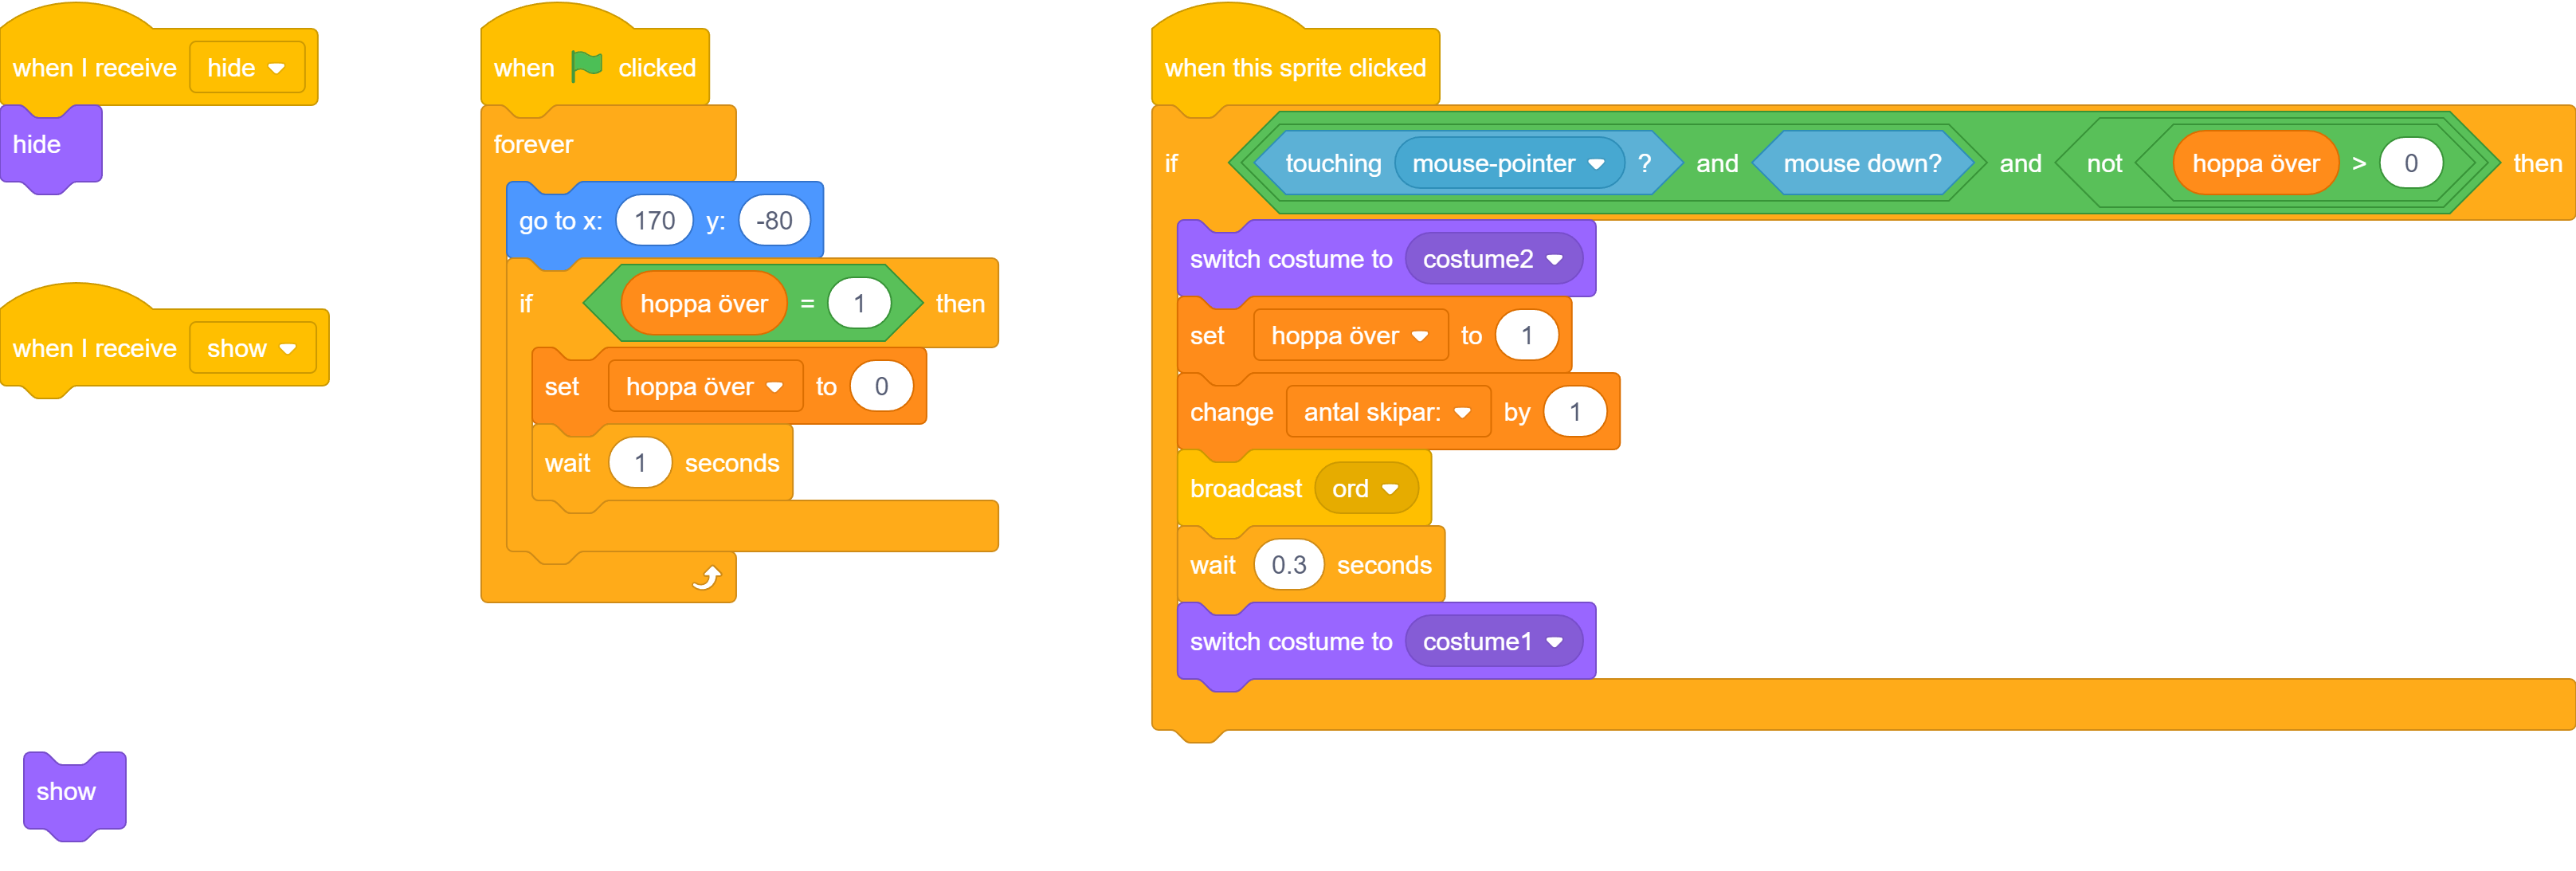 when I receive hide
hide
when I receive show
show
when clicked
forever
go to x: 170 y: -80
if hoppa över = 1 then
set hoppa över to 0
wait 1 seconds
when this sprite clicked
if touching mouse-pointer ? and mouse down? and not hoppa över > 0 then
switch costume to costume2
set hoppa över to 1
change antal skipar: by 1
broadcast ord
wait 0.3 seconds
switch costume to costume1